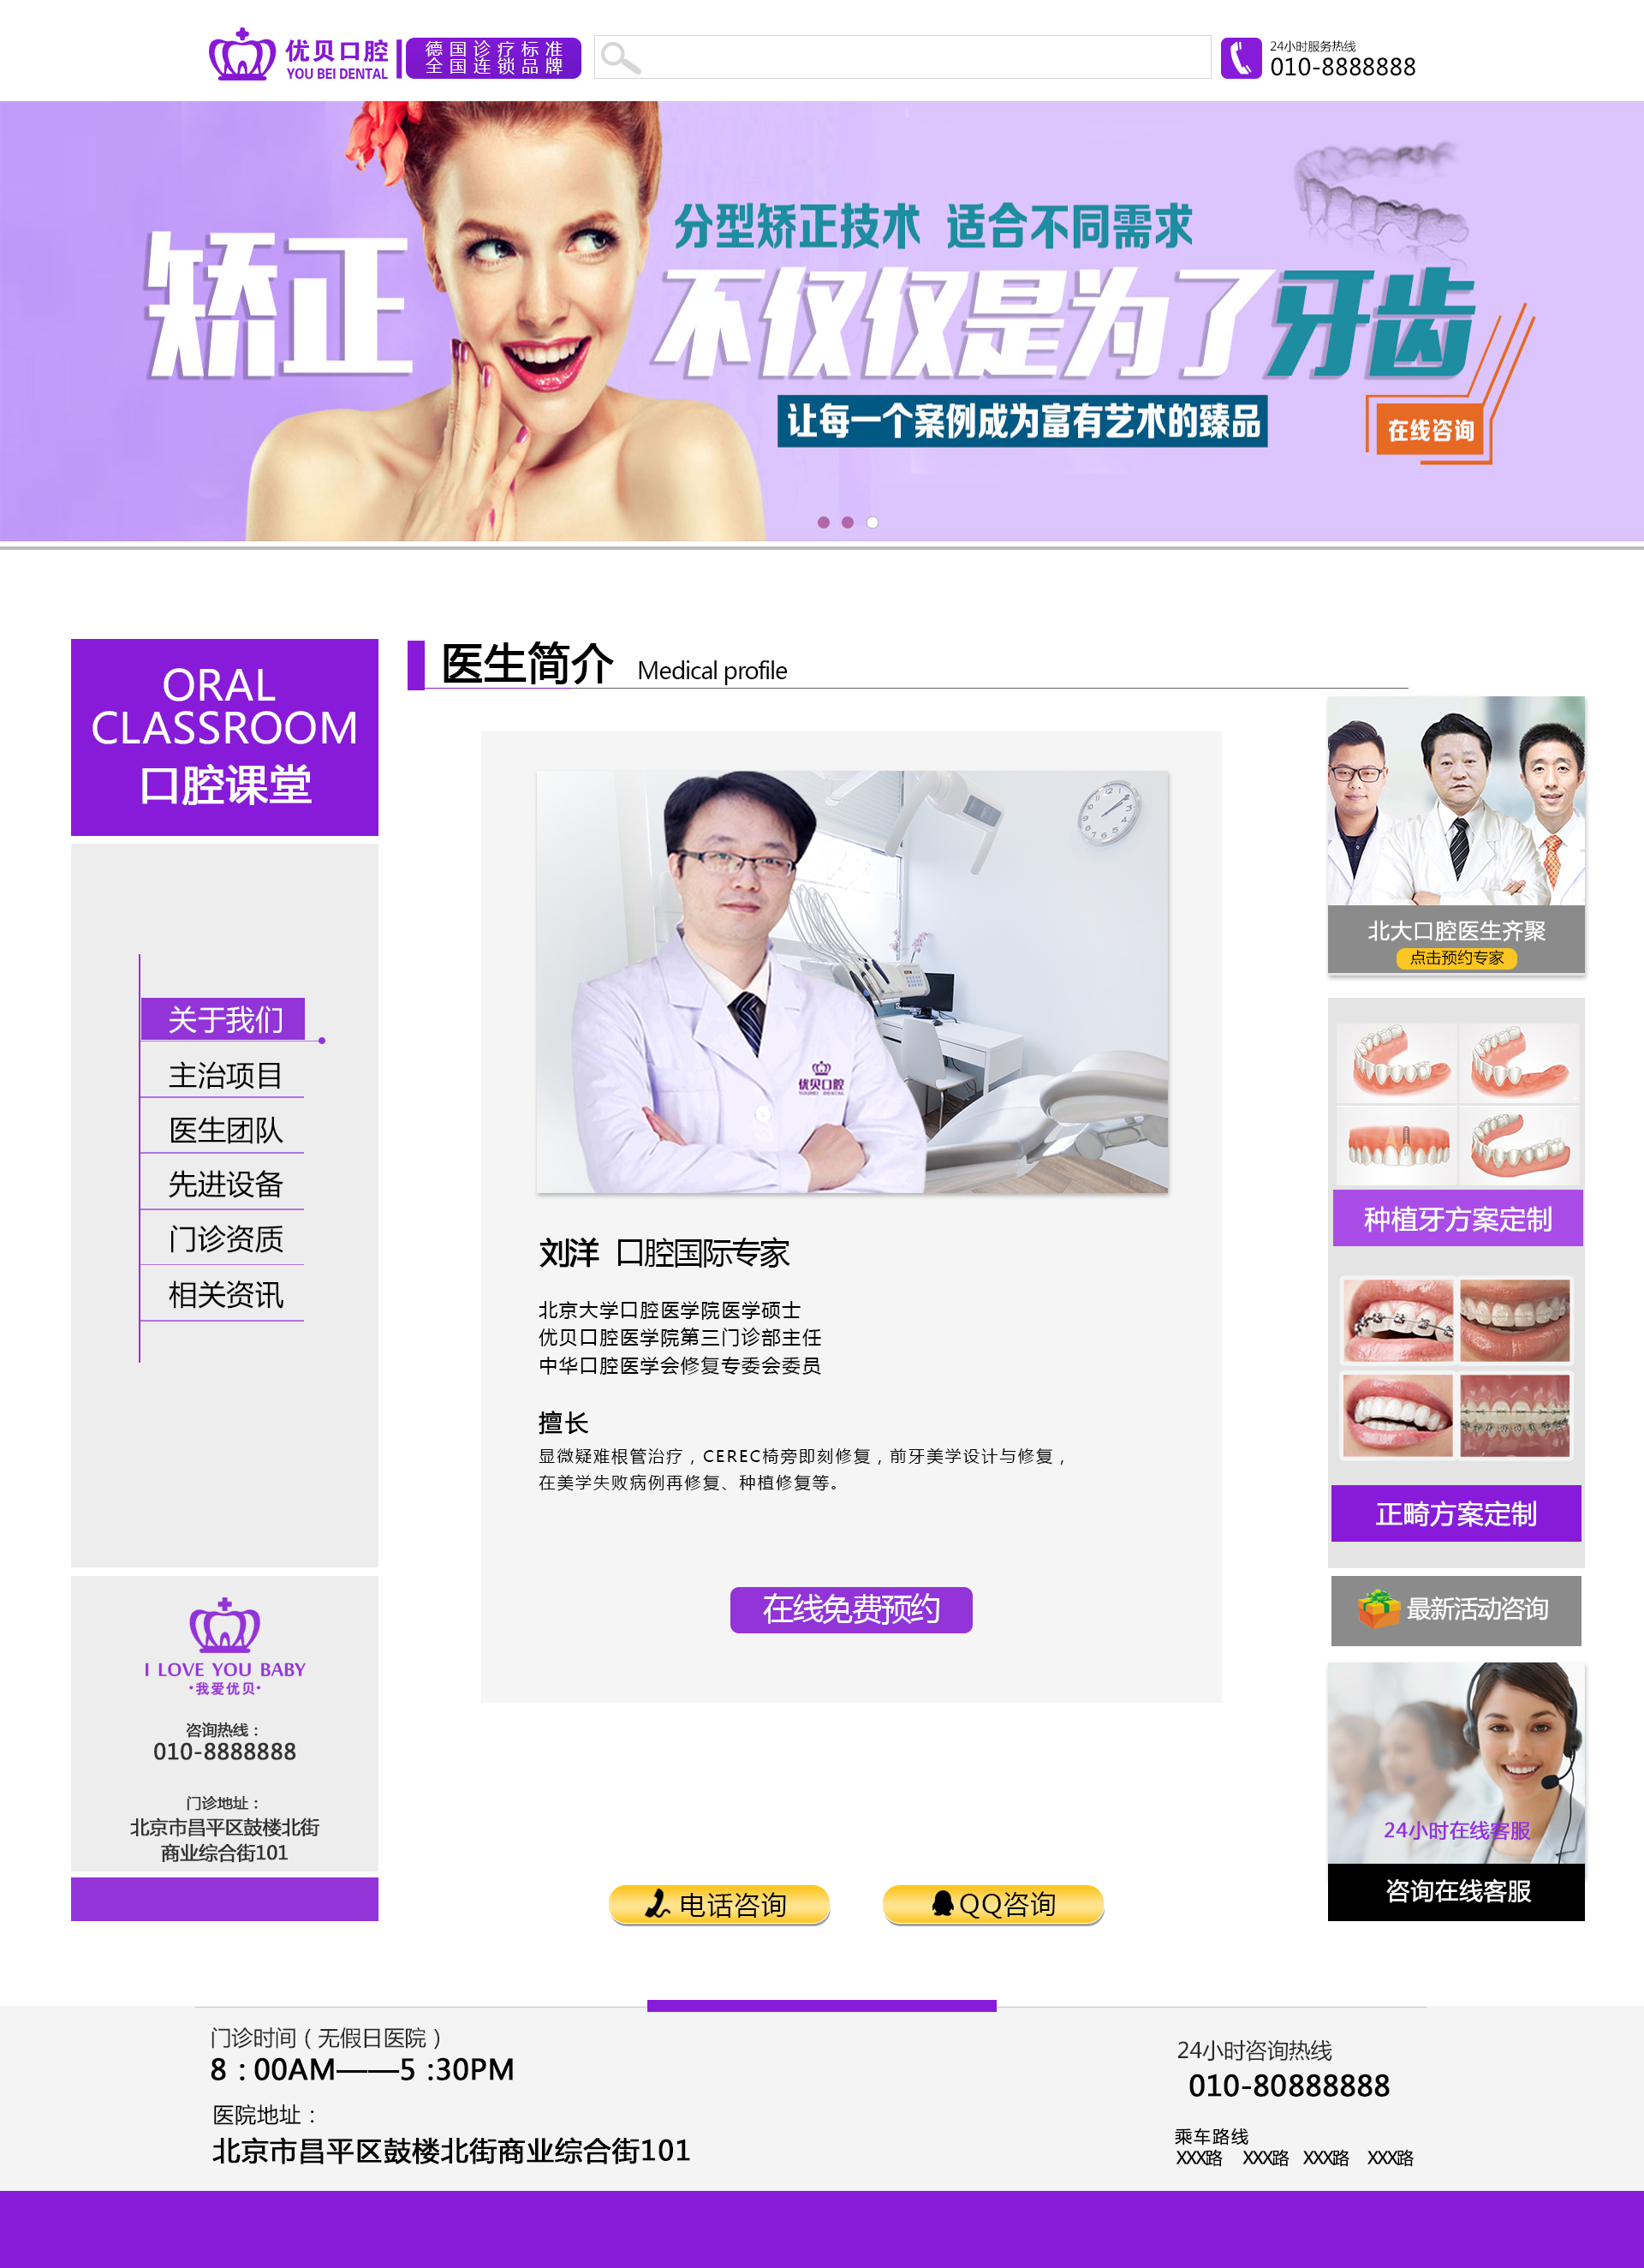 优贝口腔
YOU BEI DENTAL
德国诊疗标准
全国连锁品牌
24小时服务热线
010-8888888
矫正
分型矫正技术 适合不同需求
不仅仅是为了牙齿
让每一个案例成为富有艺术的臻品
在线咨询
ORAL
CLASSROOM
口腔课堂
关于我们
主治项目
医生团队
先进设备
门诊资质
相关资讯
I LOVE YOU BABY
·我爱优贝·
咨询热线：
010-8888888
门诊地址：
北京市昌平区鼓楼北街
商业综合街101
医生简介 Medical profile
优贝口腔
YOUBEI DENTAL
刘洋 口腔国际专家
北京大学口腔医学院医学硕士
优贝口腔医学院第三门诊部主任
中华口腔医学会修复专委会委员
擅长
显微疑难根管治疗，CEREC椅旁即刻修复，前牙美学设计与修复，
在美学失败病例再修复、种植修复等。
在线免费预约
电话咨询
QQ咨询
北大口腔医生齐聚
点击预约专家
种植牙方案定制
正畸方案定制
最新活动咨询
24小时在线客服
咨询在线客服
门诊时间（无假日医院）
8：00AM——5：30PM
医院地址：
北京市昌平区鼓楼北街商业综合街101
24小时咨询热线
010-80888888
乘车路线
XXX路 XXX路 XXX路 XXX路